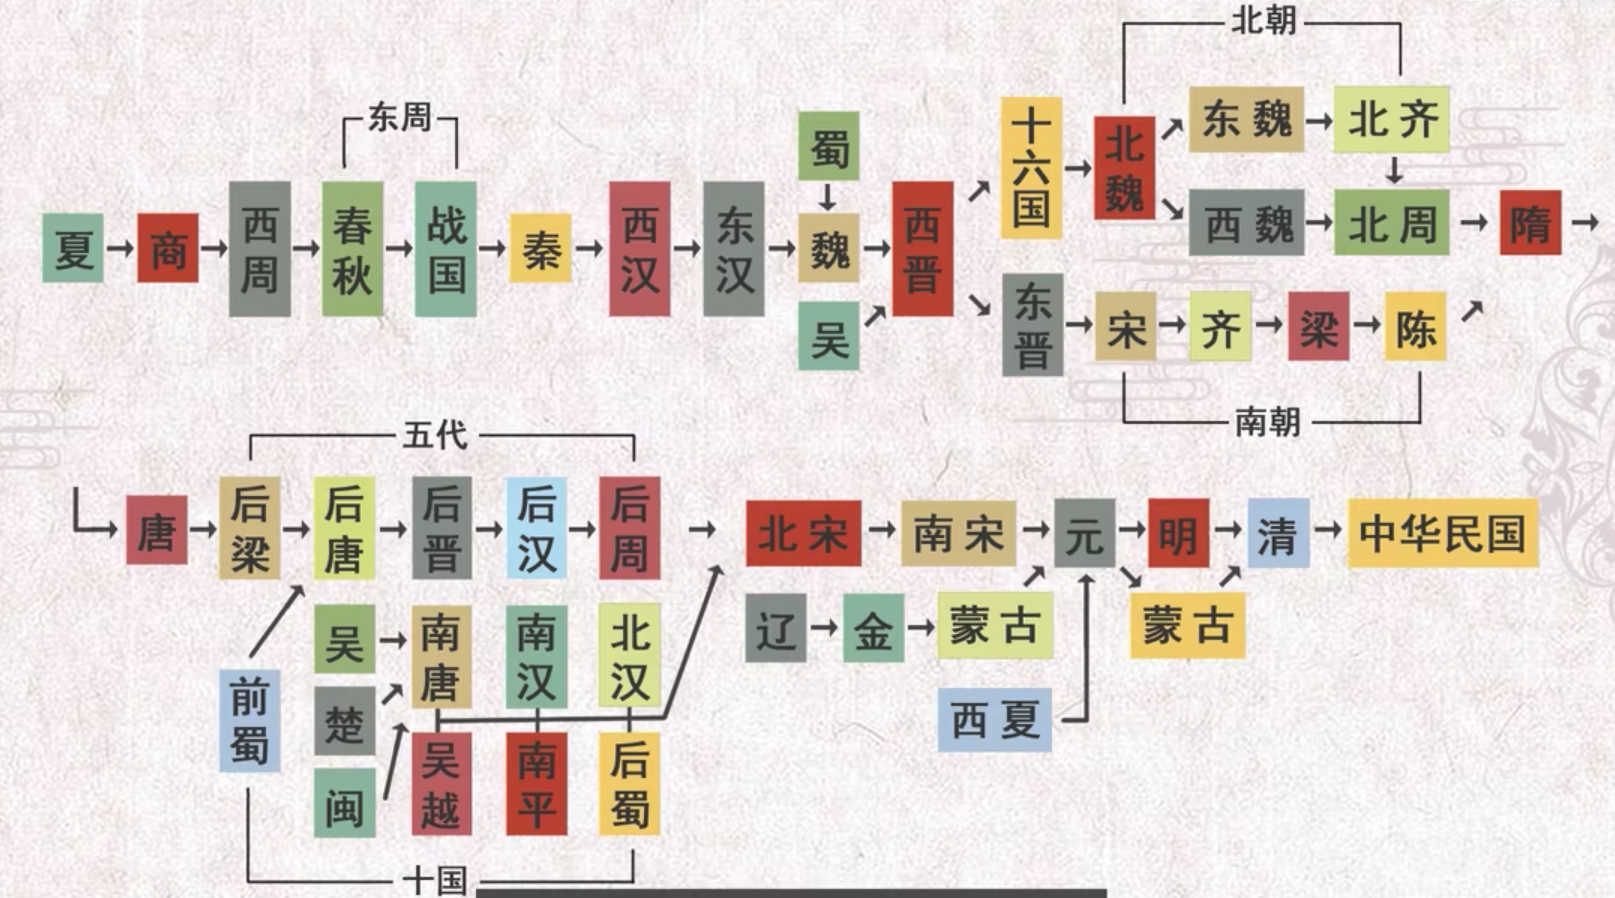 北朝
东周
夏
商
西周
春秋
战国
秦
西汉
东汉
蜀
魏
吴
西晋
十六国
北魏
东魏
北齐
西魏
北周
隋
东晋
宋
齐
梁
陈
南朝
五代
唐
后梁
后唐
后晋
后汉
后周
前蜀
吴
楚
闽
南唐
南汉
北汉
吴越
南平
后蜀
十国
北宋
南宋
元
明
清
中华民国
辽
金
蒙古
蒙古
西夏